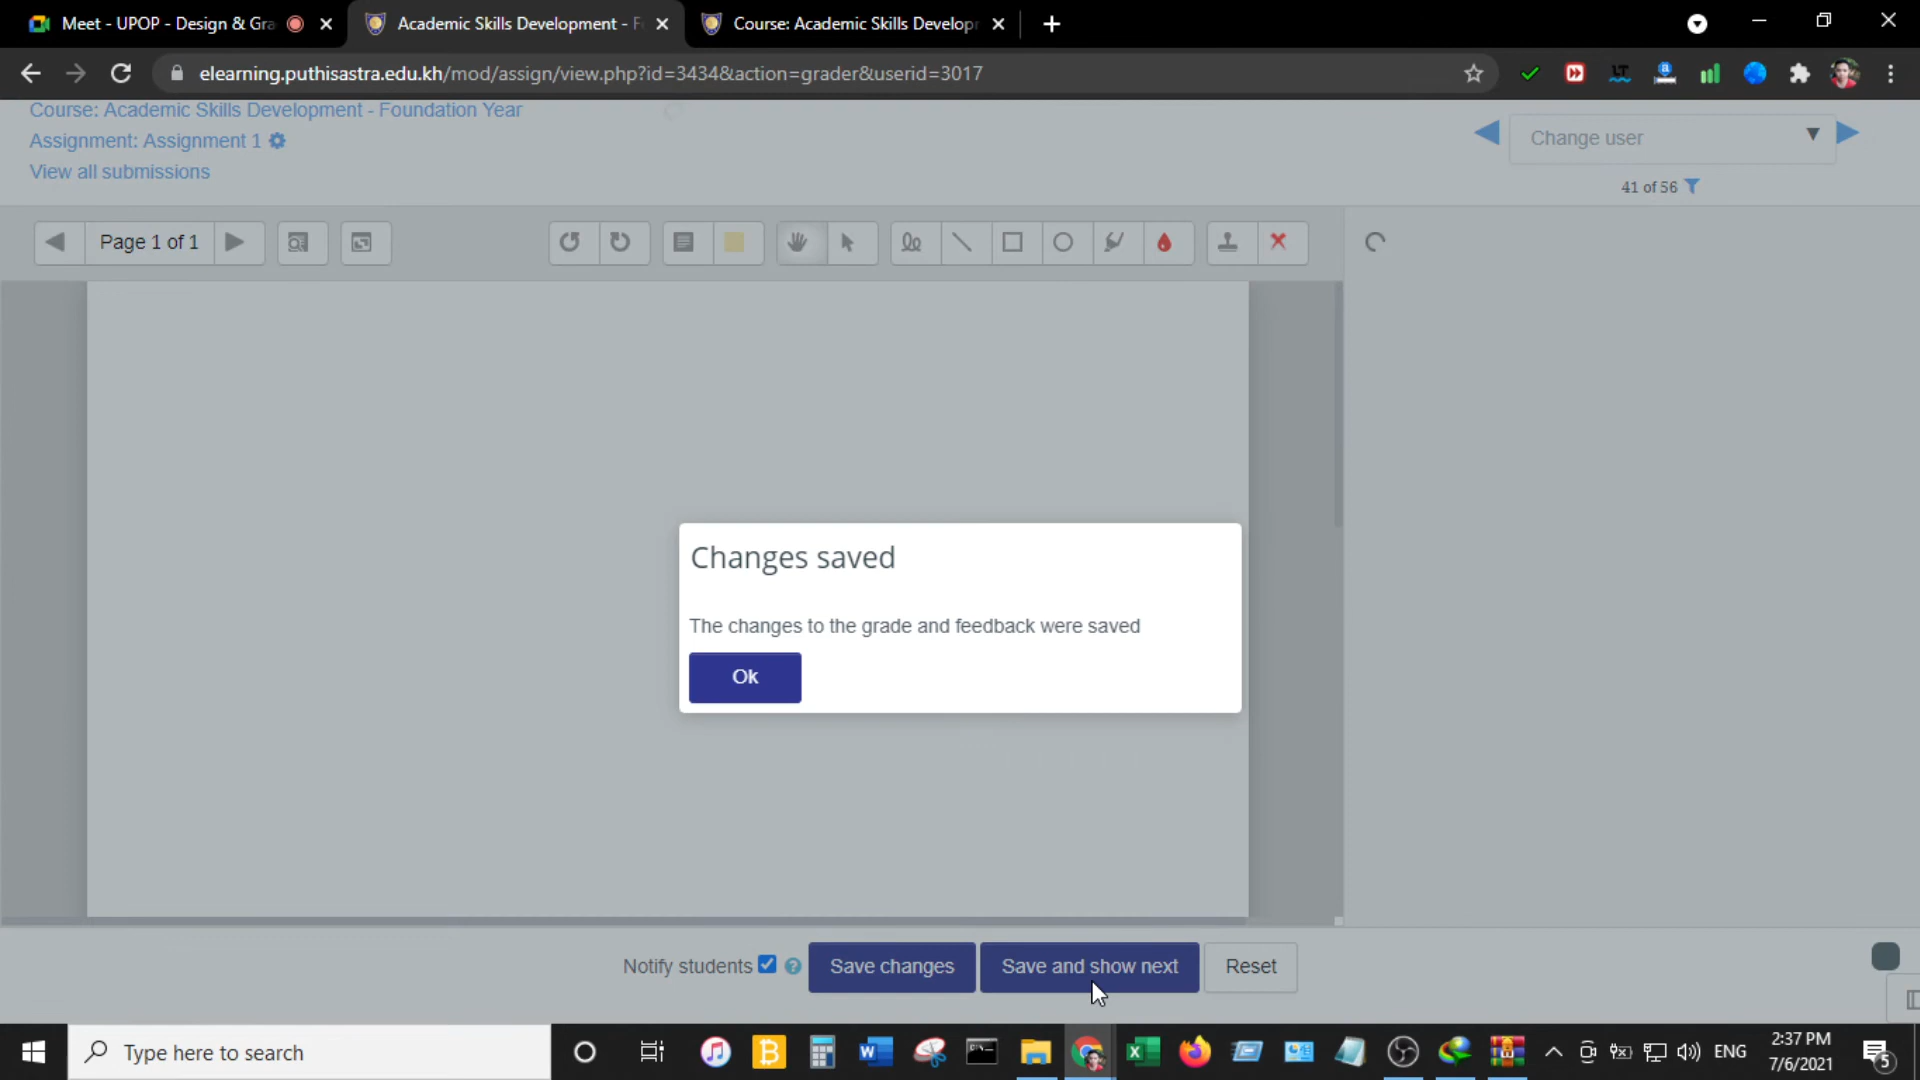 Meet - UPOP - Design & Gra
Academic Skills Development - F
Course: Academic Skills Develop
elearning.puthisastra.edu.kh/mod/assign/view.php?id=3434&action=grader&userid=3017
Course: Academic Skills Development - Foundation Year
Assignment: Assignment 1
View all submissions
Change user
41 of 56
Page 1 of 1
Changes saved
The changes to the grade and feedback were saved
Ok
Notify students
Save changes
Save and show next
Reset
Type here to search
ENG
2:37 PM
7/6/2021
5